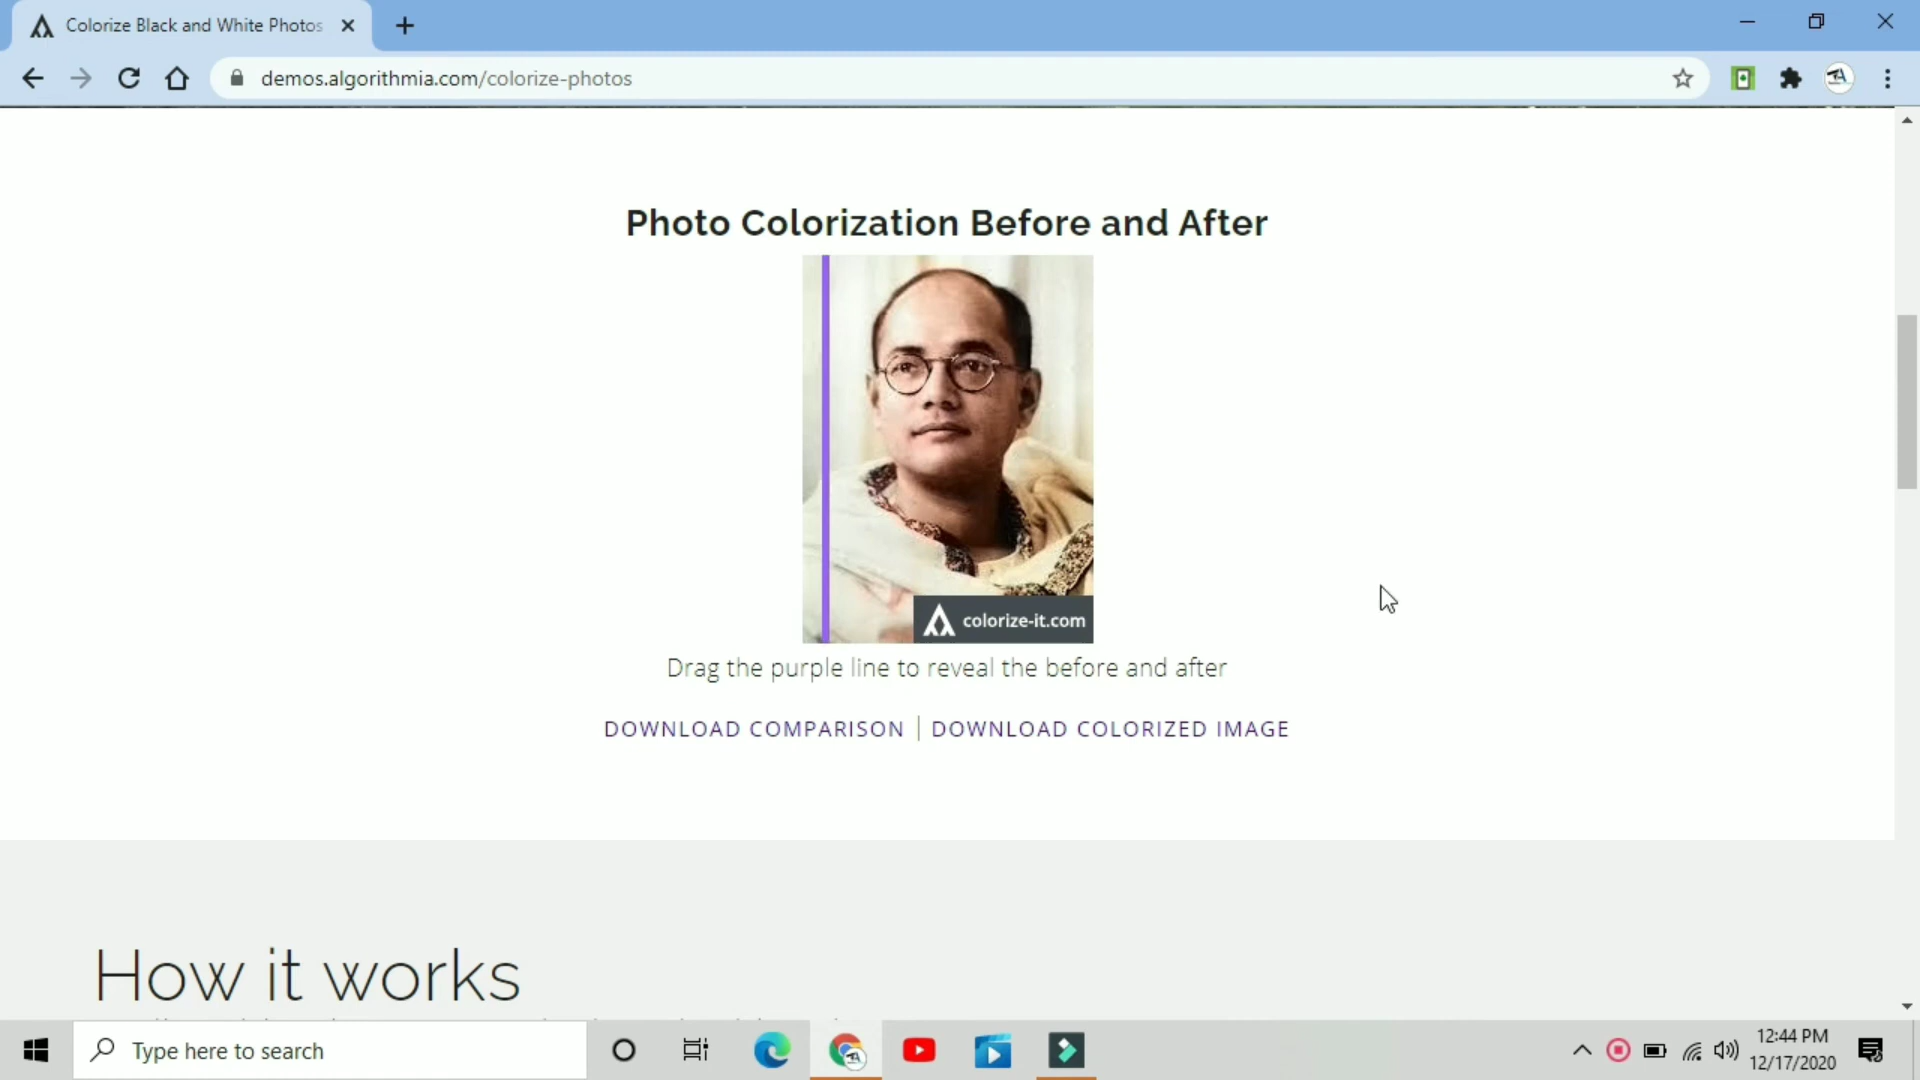 Colorize Black and White Photos
demos.algorithmia.com/colorize-photos
Photo Colorization Before and After
colorize-it.com
Drag the purple line to reveal the before and after
DOWNLOAD COMPARISON | DOWNLOAD COLORIZED IMAGE
How it works
Type here to search
12:44 PM
12/17/2020